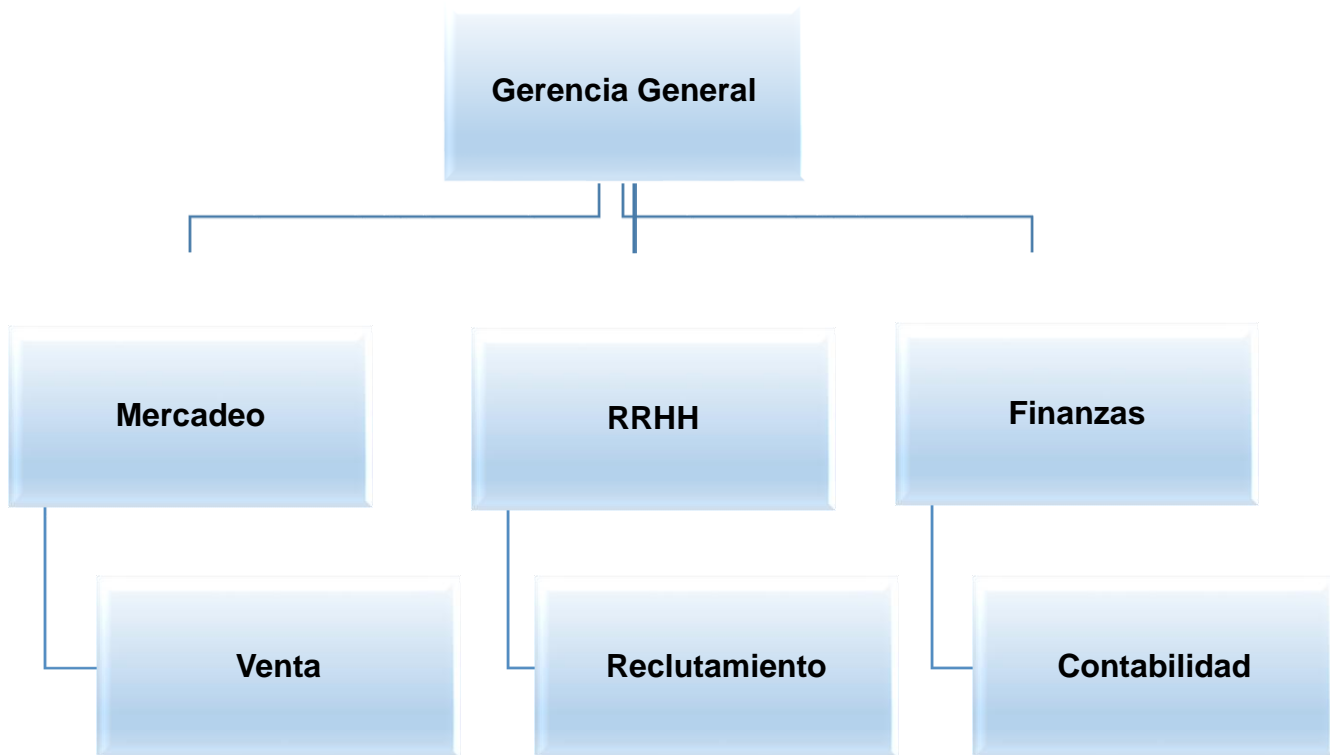 Gerencia General
Mercadeo
RRHH
Finanzas
Venta
Reclutamiento
Contabilidad